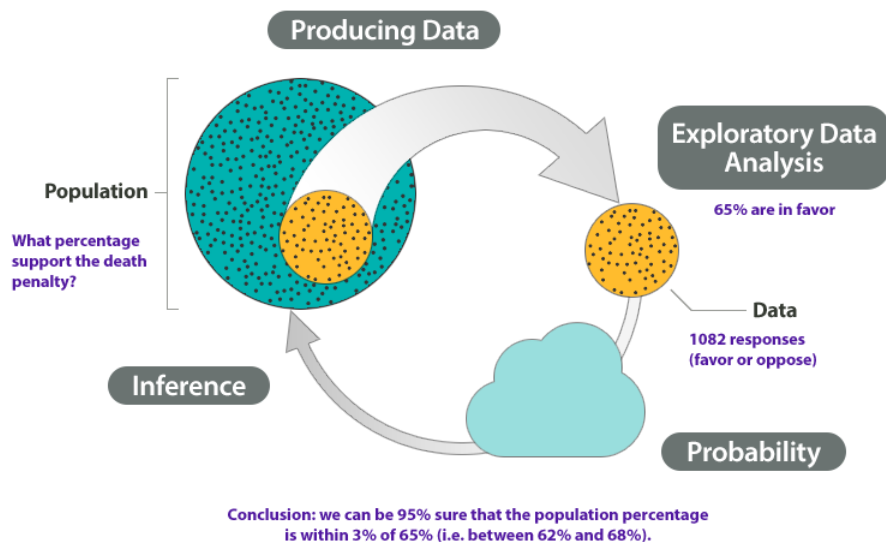 Producing Data
Exploratory Data
Analysis
65% are in favor
Population
What percentage
support the death
penalty?
Data
1082 responses
(favor or oppose)
Inference
Probability
Conclusion: we can be 95% sure that the population percentage
is within 3% of 65% (i.e. between 62% and 68%).